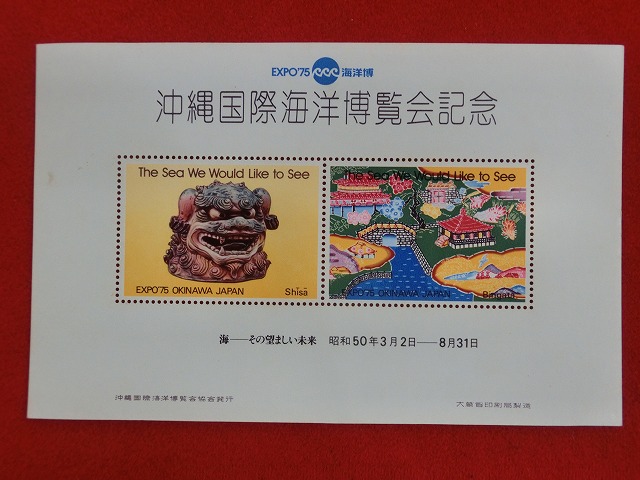 EXPO'75 海洋博
沖縄国際海洋博覧会記念
The Sea We Would Like to See
EXPO'75 OKINAWA JAPAN Shisā
The Sea We Would Like to See
EXPO'75 OKINAWA JAPAN Bingata
海──その望ましい未来 昭和50年3月2日──8月31日
沖縄国際海洋博覧会協会発行
大蔵省印刷局製造